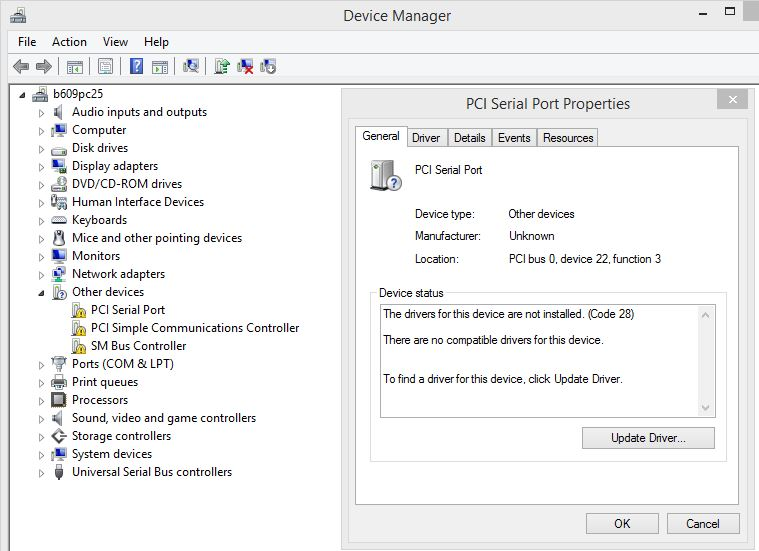 Device Manager
File Action View Help
b609pc25
Audio inputs and outputs
Computer
Disk drives
Display adapters
DVD/CD-ROM drives
Human Interface Devices
Keyboards
Mice and other pointing devices
Monitors
Network adapters
Other devices
PCI Serial Port
PCI Simple Communications Controller
SM Bus Controller
Ports (COM & LPT)
Print queues
Processors
Sound, video and game controllers
Storage controllers
System devices
Universal Serial Bus controllers
PCI Serial Port Properties
General Driver Details Events Resources
PCI Serial Port
Device type: Other devices
Manufacturer: Unknown
Location: PCI bus 0, device 22, function 3
Device status
The drivers for this device are not installed. (Code 28)
There are no compatible drivers for this device.
To find a driver for this device, click Update Driver.
Update Driver...
OK Cancel